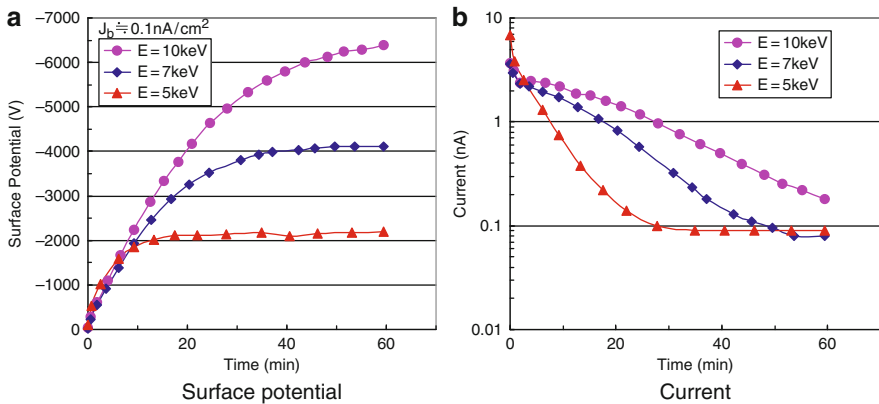 a
J_b≒0.1nA/cm²
E=10keV
E=7keV
E=5keV
Surface Potential (V)
–7000
–6000
–5000
–4000
–3000
–2000
–1000
0
0
20
40
60
Time (min)
Surface potential
b
E=10keV
E=7keV
E=5keV
Current (nA)
10
1
0.1
0.01
0
20
40
60
Time (min)
Current